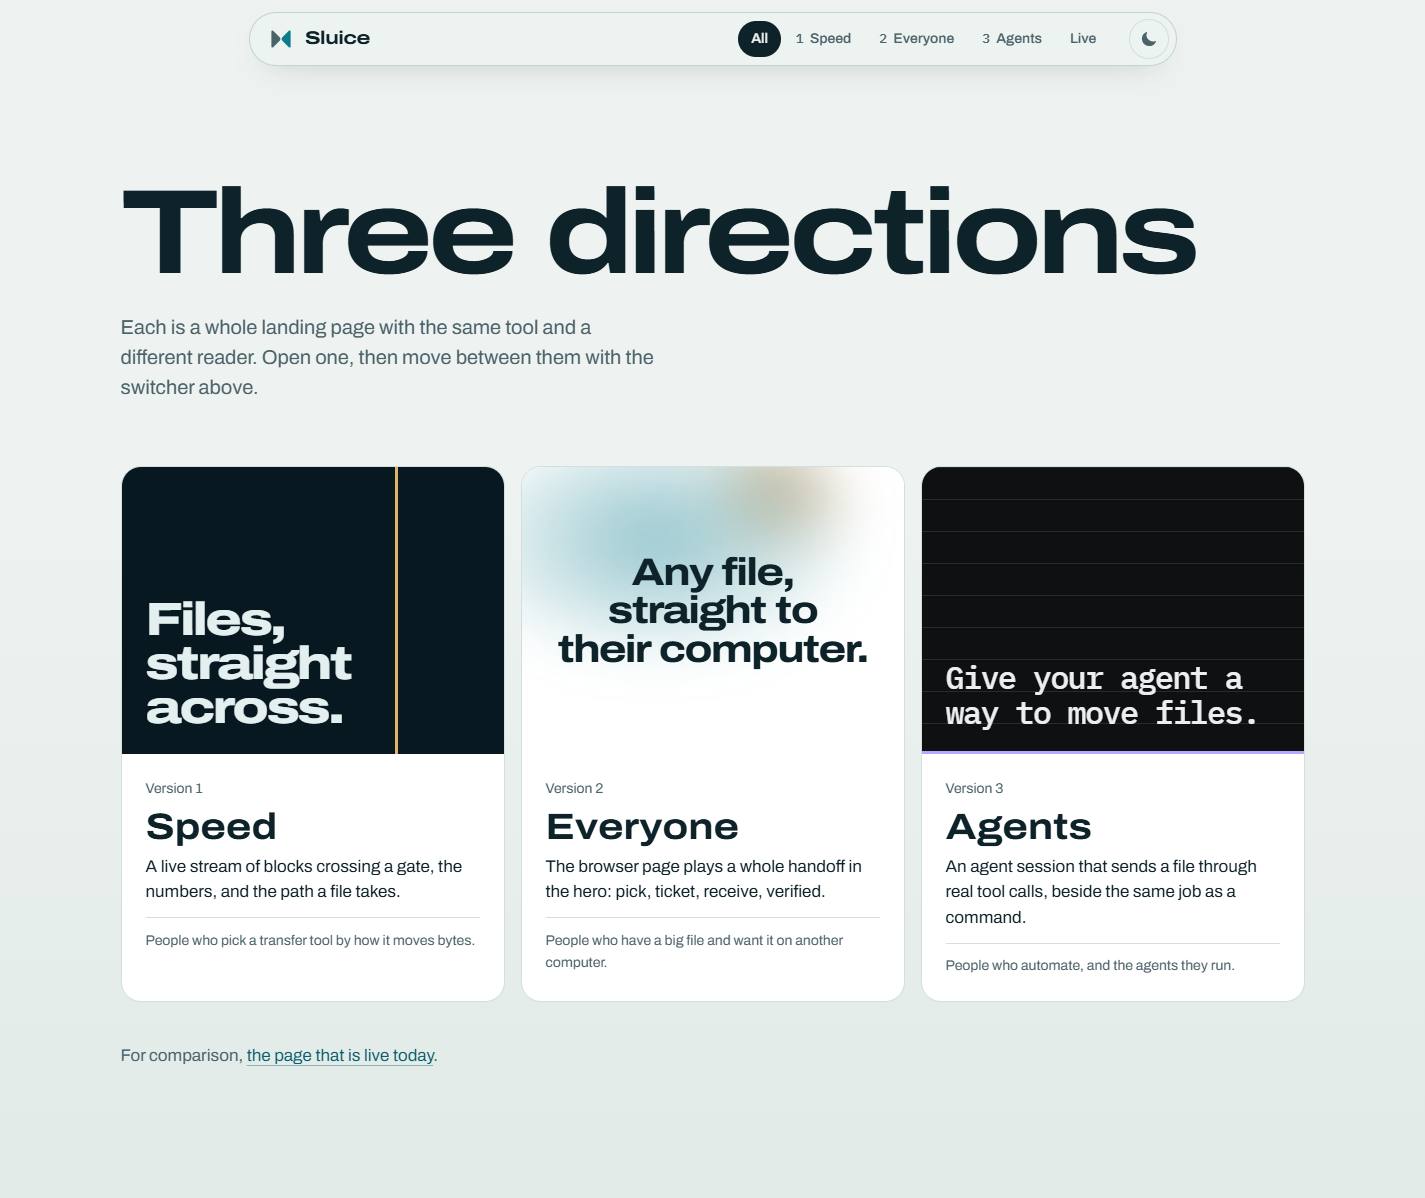 Sluice
All
1 Speed
2 Everyone
3 Agents
Live
Three directions
Each is a whole landing page with the same tool and a
different reader. Open one, then move between them with the
switcher above.
Files,
straight
across.
Version 1
Speed
A live stream of blocks crossing a gate, the
numbers, and the path a file takes.
People who pick a transfer tool by how it moves bytes.
Any file,
straight to
their computer.
Version 2
Everyone
The browser page plays a whole handoff in
the hero: pick, ticket, receive, verified.
People who have a big file and want it on another
computer.
Give your agent a
way to move files.
Version 3
Agents
An agent session that sends a file through
real tool calls, beside the same job as a
command.
People who automate, and the agents they run.
For comparison, the page that is live today.